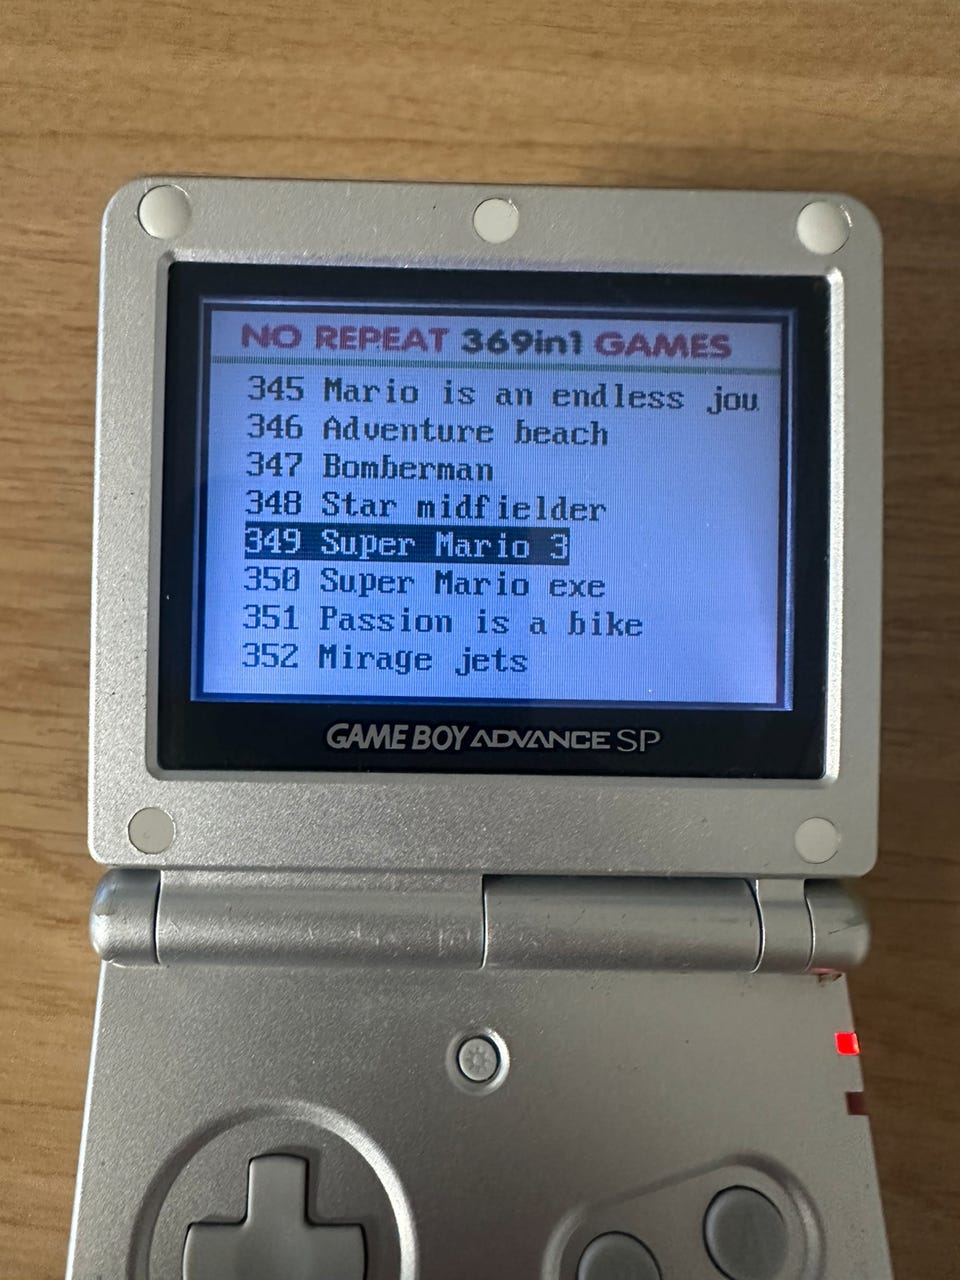 NO REPEAT 369in1 GAMES
345 Mario is an endless jou
346 Adventure beach
347 Bomberman
348 Star midfielder
349 Super Mario 3
350 Super Mario exe
351 Passion is a bike
352 Mirage jets
GAME BOY ADVANCE SP